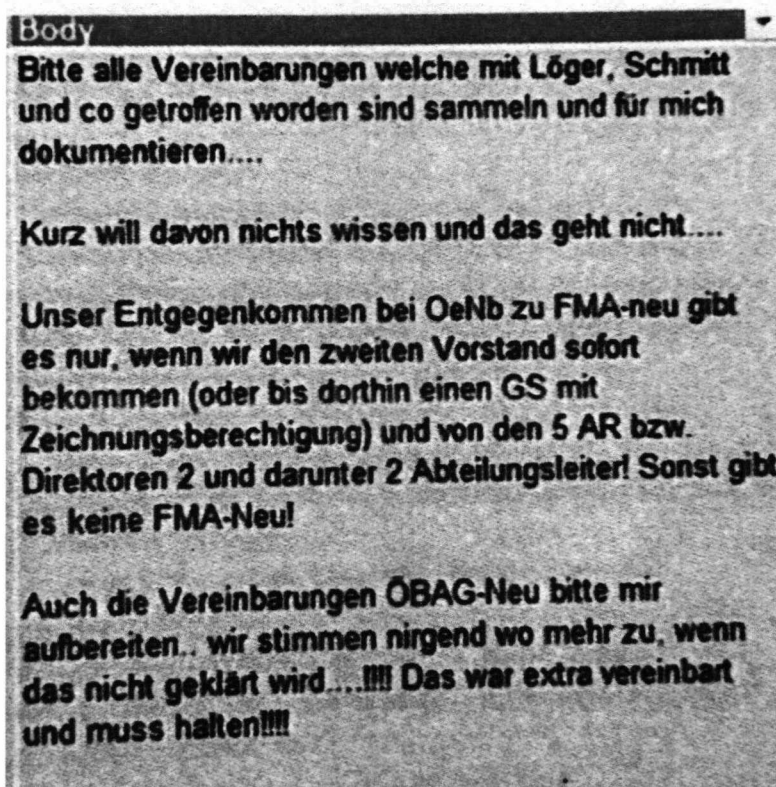 Body
Bitte alle Vereinbarungen welche mit Löger, Schmitt
und co getroffen worden sind sammeln und für mich
dokumentieren....
Kurz will davon nichts wissen und das geht nicht....
Unser Entgegenkommen bei OeNb zu FMA-neu gibt
es nur, wenn wir den zweiten Vorstand sofort
bekommen (oder bis dorthin einen GS mit
Zeichnungsberechtigung) und von den 5 AR bzw.
Direktoren 2 und darunter 2 Abteilungsleiter! Sonst gibt
es keine FMA-Neu!
Auch die Vereinbarungen ÖBAG-Neu bitte mir
aufbereiten.. wir stimmen nirgend wo mehr zu, wenn
das nicht geklärt wird....!!!! Das war extra vereinbart
und muss halten!!!!